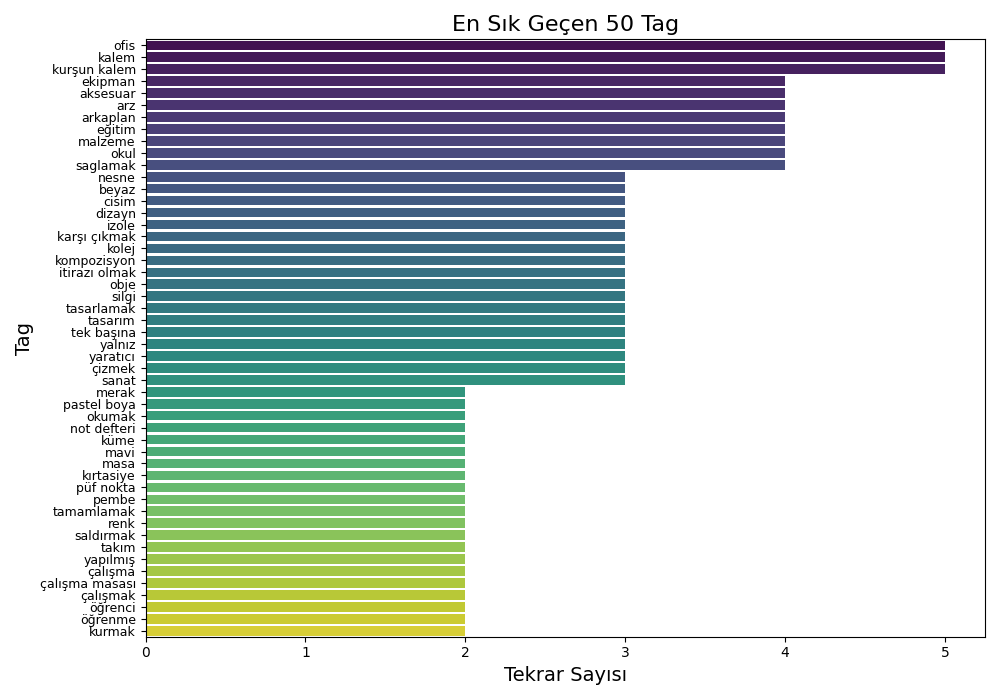 En Sık Geçen 50 Tag
ofis
kalem
kurşun kalem
ekipman
aksesuar
arz
arkaplan
eğitim
malzeme
okul
saglamak
nesne
beyaz
cisim
dizayn
izole
karşı çıkmak
kolej
kompozisyon
itirazı olmak
obje
silgi
tasarlamak
tasarım
tek başına
yalnız
yaratıcı
çizmek
sanat
merak
pastel boya
okumak
not defteri
küme
mavi
masa
kırtasiye
püf nokta
pembe
tamamlamak
renk
saldırmak
takım
yapılmış
çalışma
çalışma masası
çalışmak
öğrenci
öğrenme
kurmak
Tag
0 1 2 3 4 5
Tekrar Sayısı